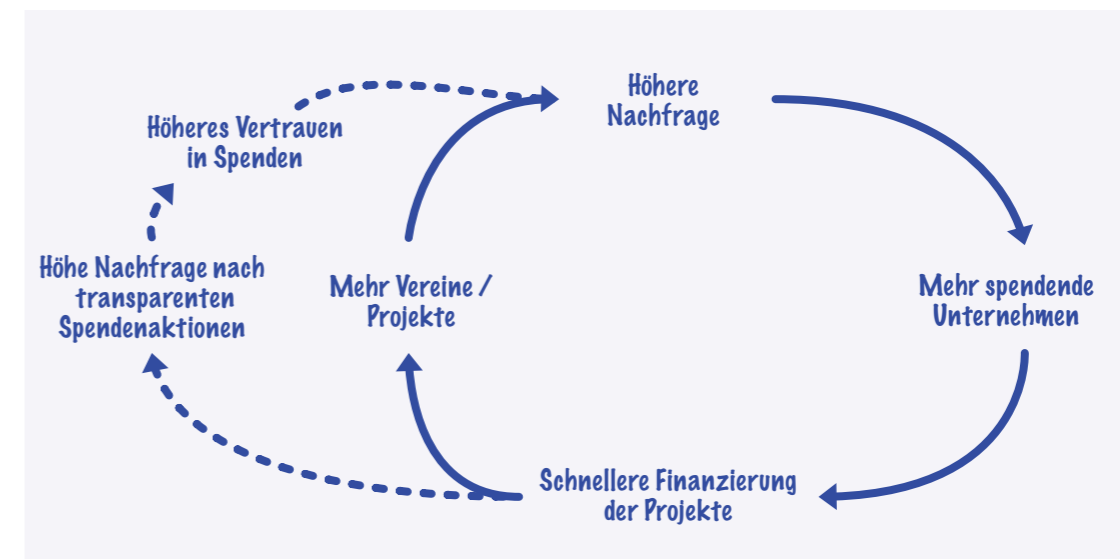 Höhere
Nachfrage
Mehr spendende
Unternehmen
Schnellere Finanzierung
der Projekte
Mehr Vereine /
Projekte
Höhe Nachfrage nach
transparenten
Spendenaktionen
Höheres Vertrauen
in Spenden